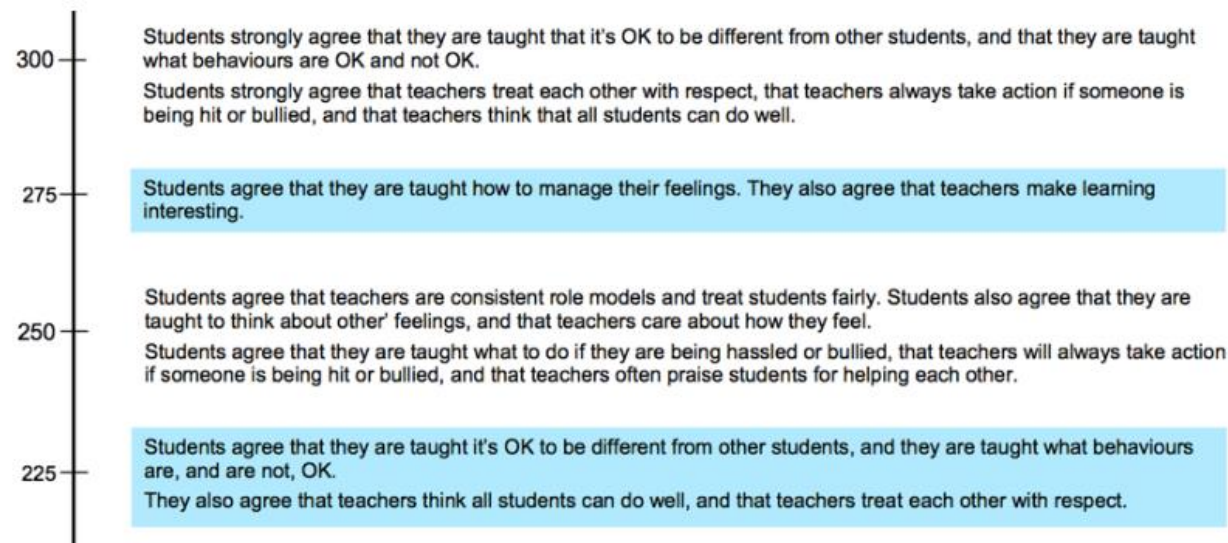 300
Students strongly agree that they are taught that it's OK to be different from other students, and that they are taught
what behaviours are OK and not OK.
Students strongly agree that teachers treat each other with respect, that teachers always take action if someone is
being hit or bullied, and that teachers think that all students can do well.
275
Students agree that they are taught how to manage their feelings. They also agree that teachers make learning
interesting.
250
Students agree that teachers are consistent role models and treat students fairly. Students also agree that they are
taught to think about other' feelings, and that teachers care about how they feel.
Students agree that they are taught what to do if they are being hassled or bullied, that teachers will always take action
if someone is being hit or bullied, and that teachers often praise students for helping each other.
225
Students agree that they are taught it's OK to be different from other students, and they are taught what behaviours
are, and are not, OK.
They also agree that teachers think all students can do well, and that teachers treat each other with respect.